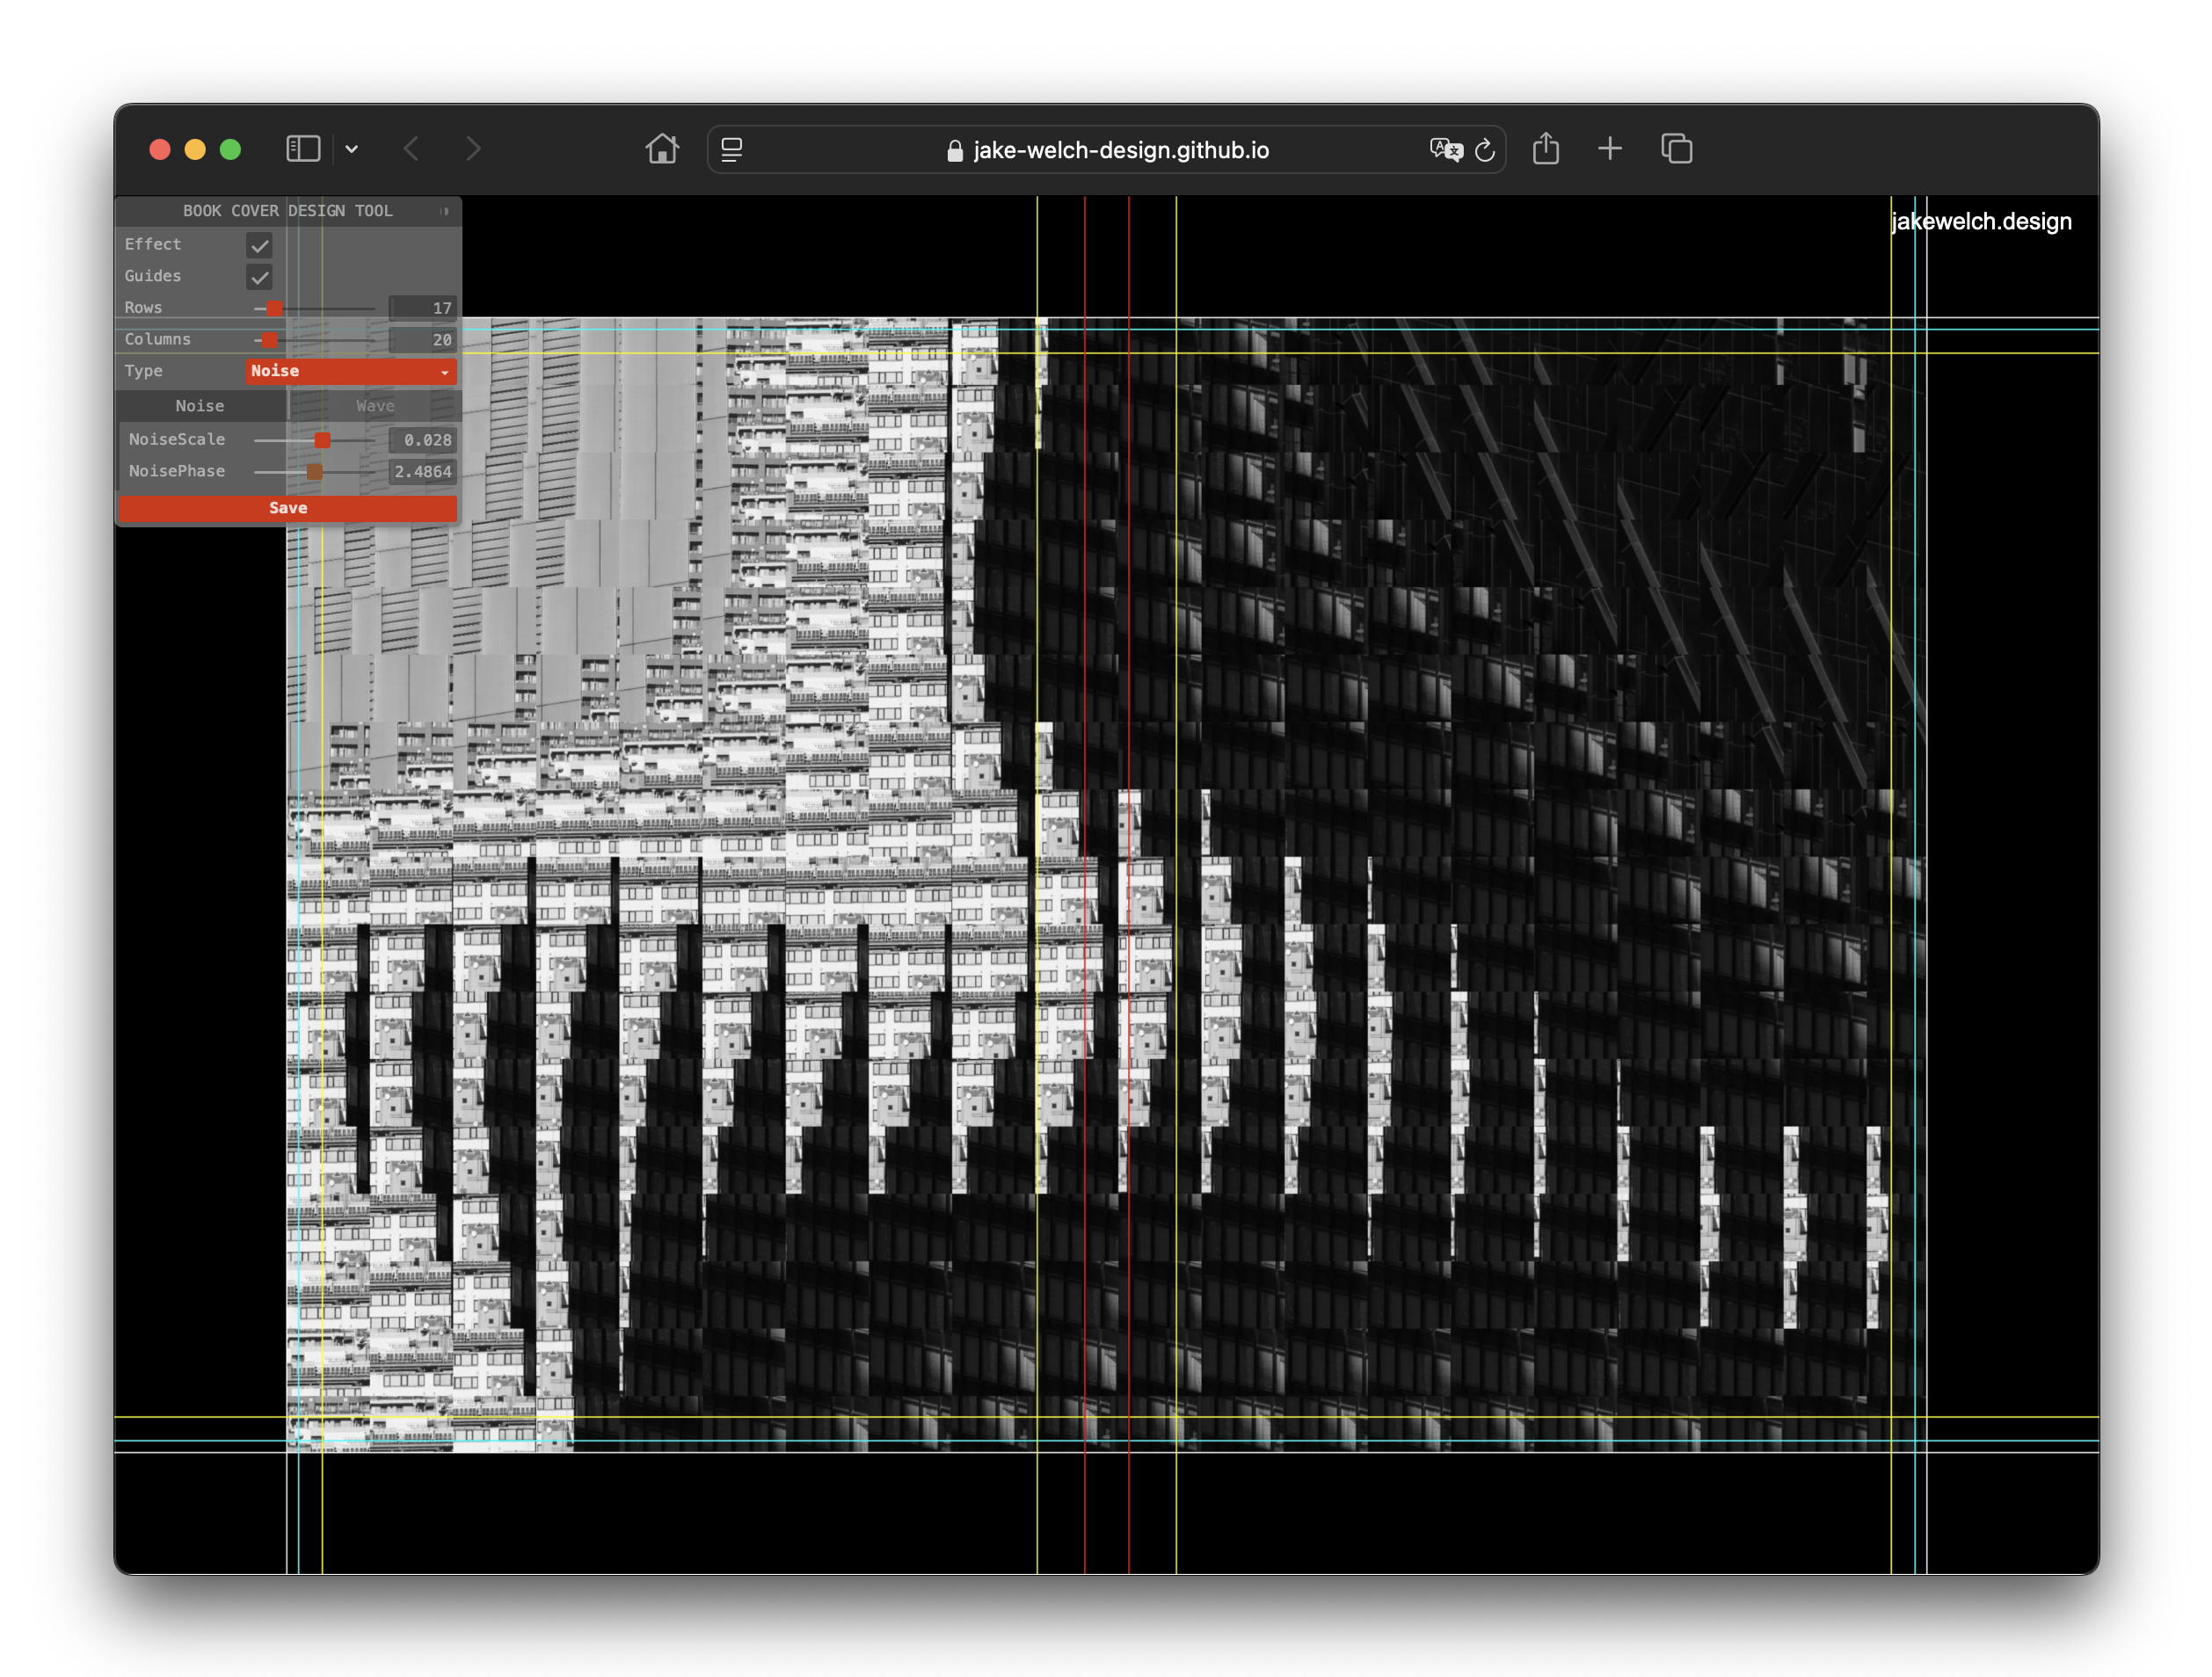 jake-welch-design.github.io
BOOK COVER DESIGN TOOL
jakewelch.design
Effect
Guides
Rows 17
Columns 20
Type Noise
Noise Wave
NoiseScale 0.028
NoisePhase 2.4864
Save